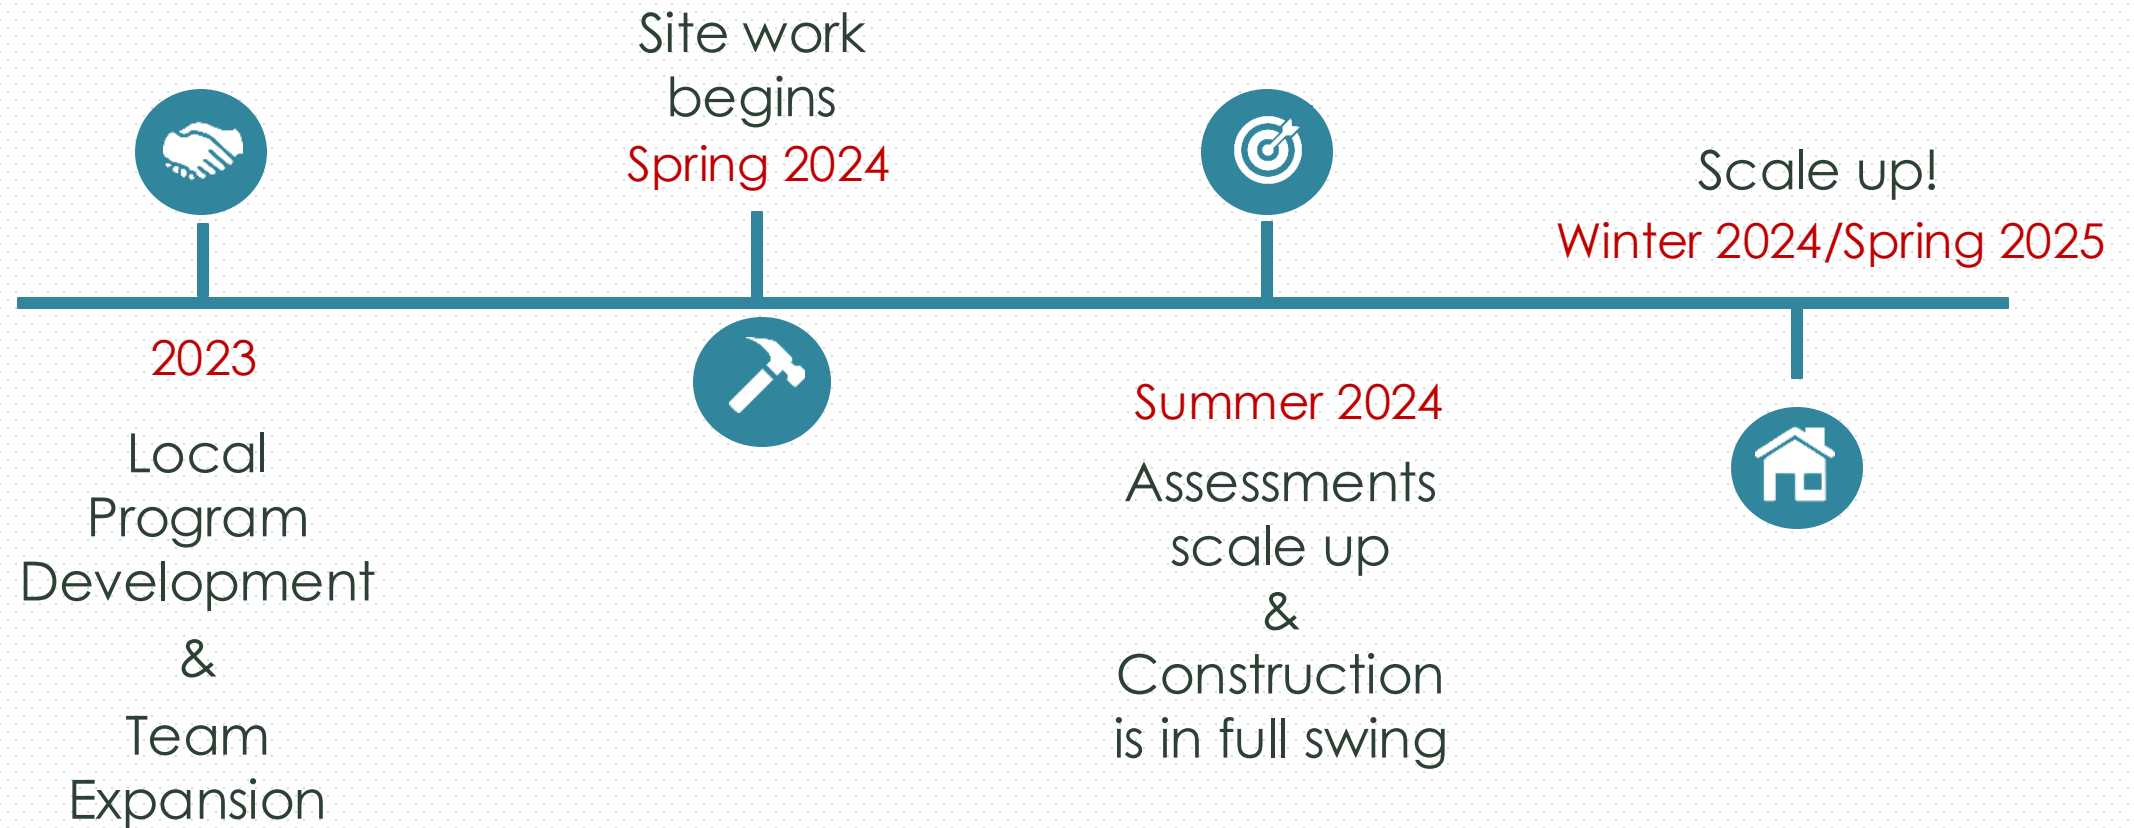 2023
Local
Program
Development
&
Team
Expansion
Site work
begins
Spring 2024
Summer 2024
Assessments
scale up
&
Construction
is in full swing
Scale up!
Winter 2024/Spring 2025